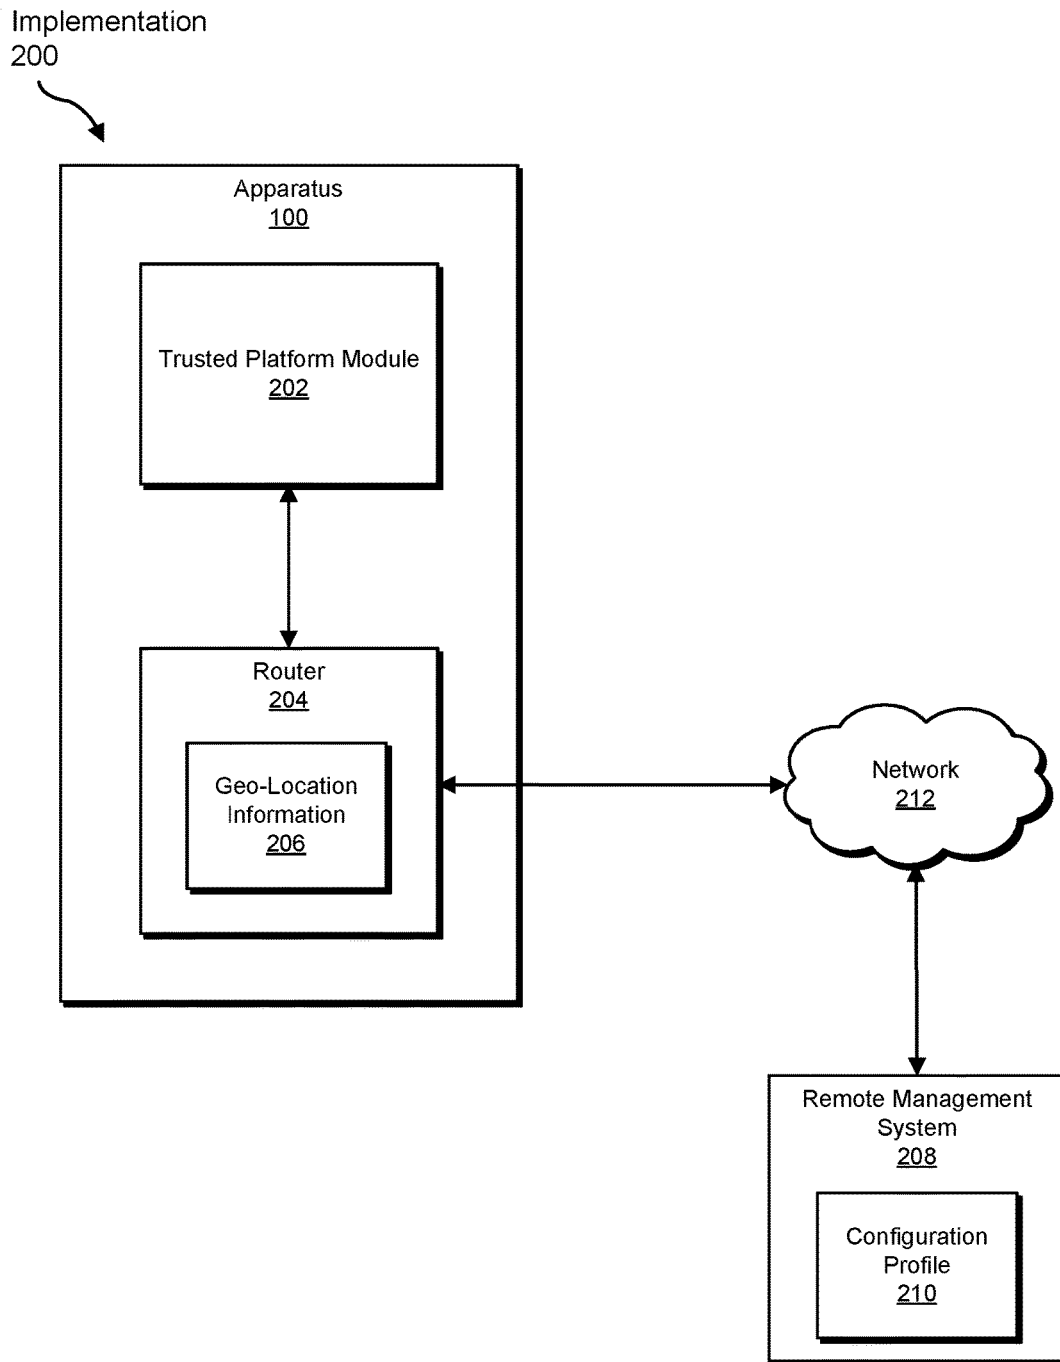 Implementation
200
Apparatus
100
Trusted Platform Module
202
Router
204
Geo-Location
Information
206
Network
212
Remote Management
System
208
Configuration
Profile
210